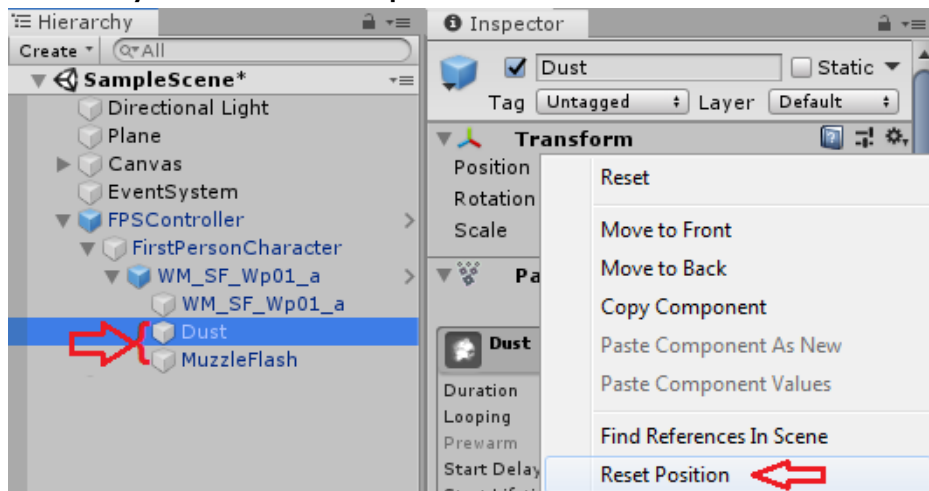 Hierarchy
Create
All
SampleScene*
Directional Light
Plane
Canvas
EventSystem
FPSController
FirstPersonCharacter
WM_SF_Wp01_a
WM_SF_Wp01_a
Dust
MuzzleFlash
Inspector
Dust
Static
Tag Untagged Layer Default
Transform
Position
Rotation
Scale
Pa
Dust
Duration
Looping
Prewarm
Start Delay
Reset
Move to Front
Move to Back
Copy Component
Paste Component As New
Paste Component Values
Find References In Scene
Reset Position